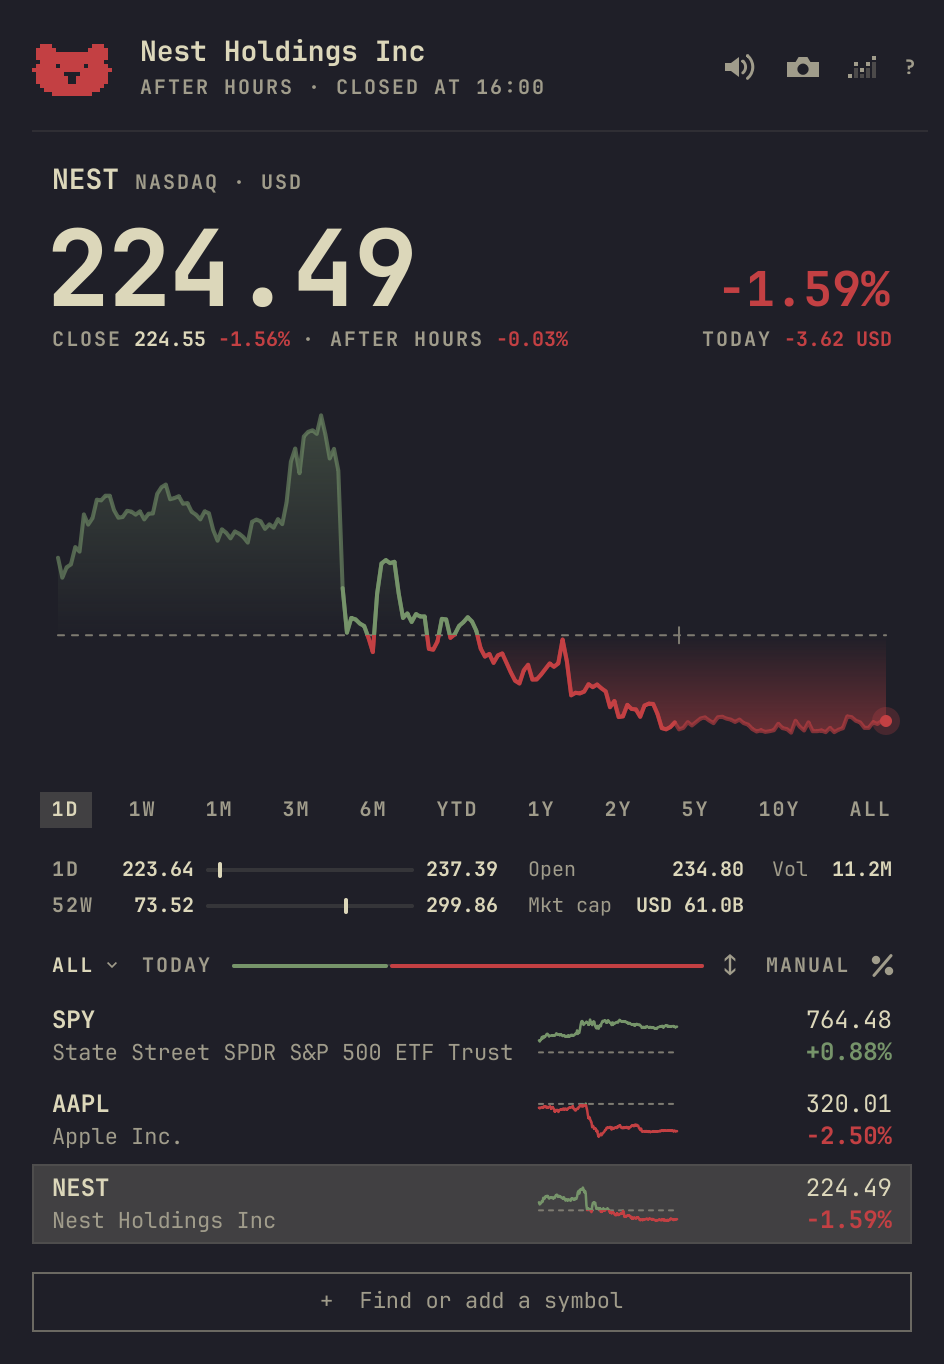 Nest Holdings Inc
AFTER HOURS · CLOSED AT 16:00
?
NEST NASDAQ · USD
224.49
-1.59%
CLOSE 224.55 -1.56% · AFTER HOURS -0.03%
TODAY -3.62 USD
1D 1W 1M 3M 6M YTD 1Y 2Y 5Y 10Y ALL
1D 223.64 237.39 Open 234.80 Vol 11.2M
52W 73.52 299.86 Mkt cap USD 61.0B
ALL TODAY MANUAL %
SPY 764.48
State Street SPDR S&P 500 ETF Trust +0.88%
AAPL 320.01
Apple Inc. -2.50%
NEST 224.49
Nest Holdings Inc -1.59%
+ Find or add a symbol